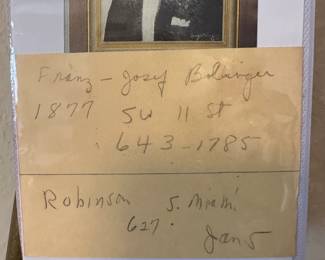 Franz - Josef Bolinger
1877 SW 11 St
643-1785
Robinson S. Miami
627.
Jan 5